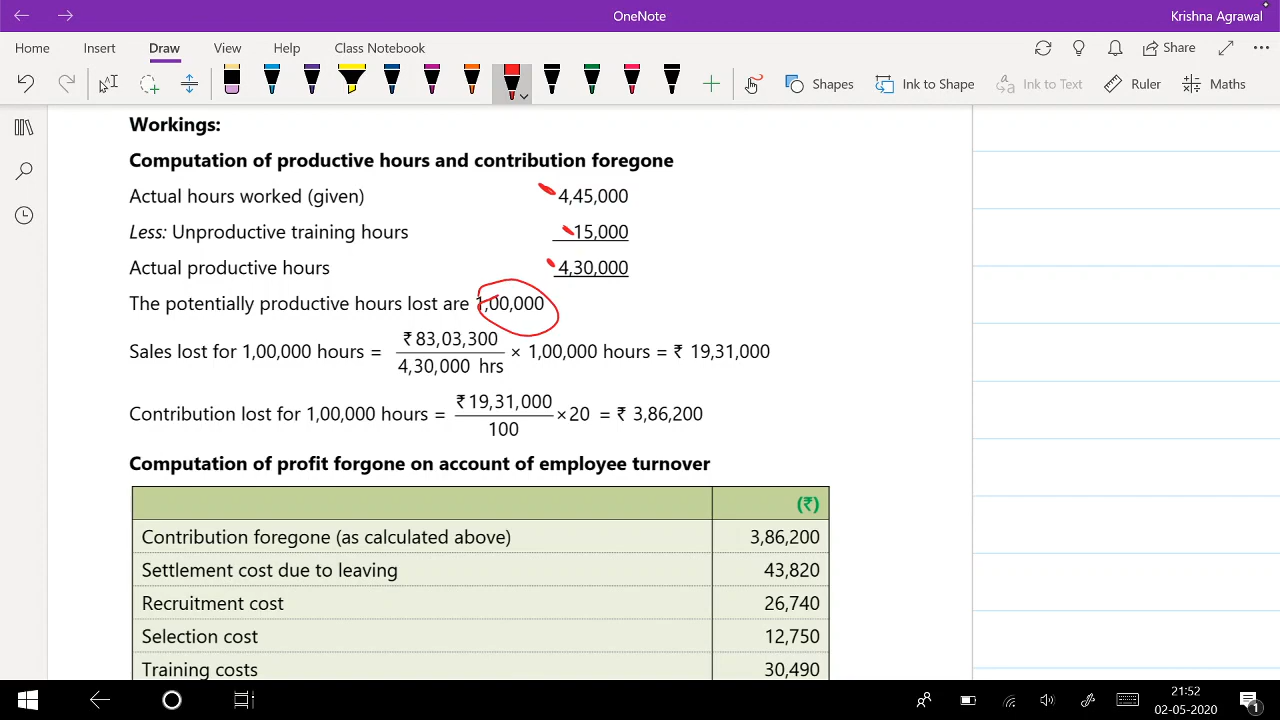 OneNote
Krishna Agrawal
Home Insert Draw View Help Class Notebook Share
Shapes Ink to Shape Ink to Text Ruler Maths
Workings:
Computation of productive hours and contribution foregone
Actual hours worked (given) 4,45,000
Less: Unproductive training hours 15,000
Actual productive hours 4,30,000
The potentially productive hours lost are 1,00,000
Sales lost for 1,00,000 hours = ₹ 83,03,300 / 4,30,000 hrs × 1,00,000 hours = ₹ 19,31,000
Contribution lost for 1,00,000 hours = ₹ 19,31,000 / 100 × 20 = ₹ 3,86,200
Computation of profit forgone on account of employee turnover
(₹)
Contribution foregone (as calculated above) 3,86,200
Settlement cost due to leaving 43,820
Recruitment cost 26,740
Selection cost 12,750
Training costs 30,490
21:52
02-05-2020
1